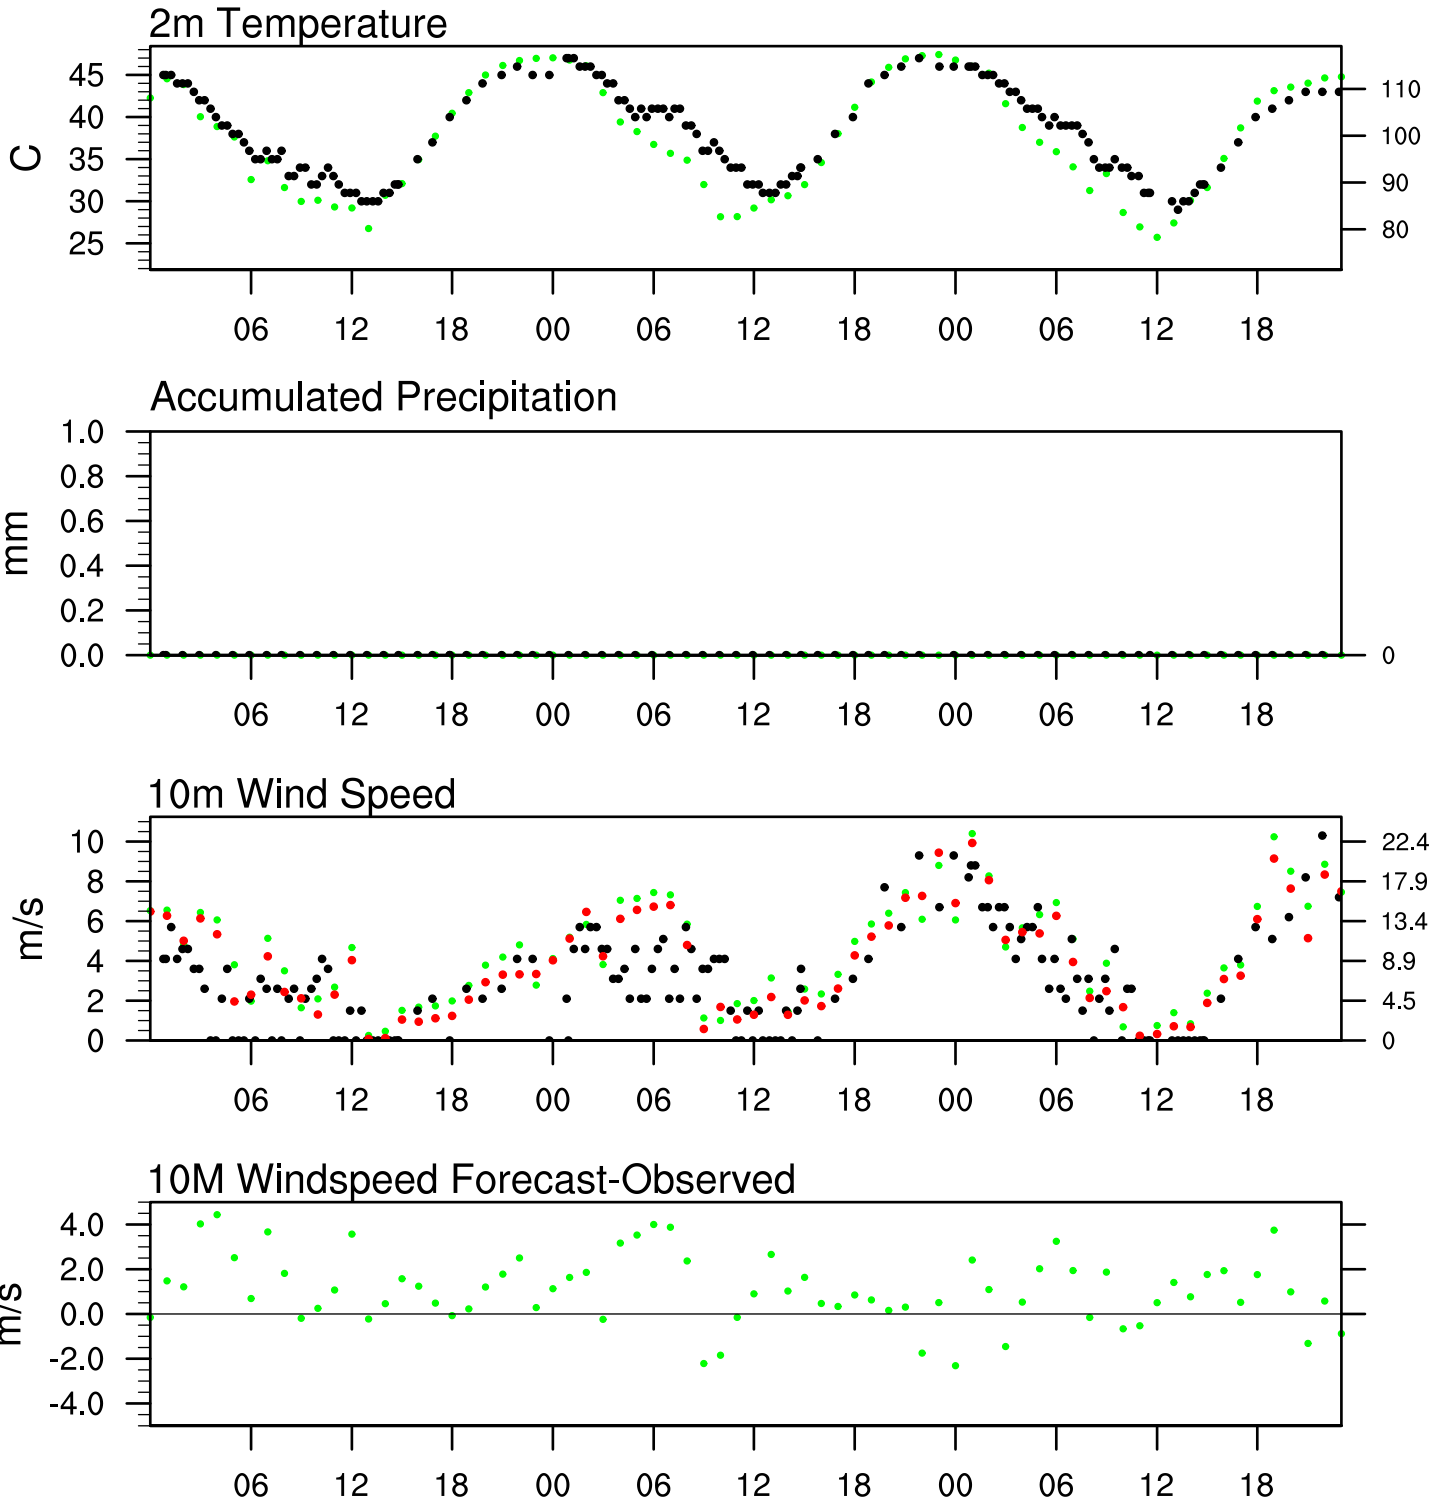 2m Temperature
45
40
35
30
25
C
110
100
90
80
06 12 18 00 06 12 18 00 06 12 18
Accumulated Precipitation
1.0
0.8
0.6
0.4
0.2
0.0
mm
0
06 12 18 00 06 12 18 00 06 12 18
10m Wind Speed
10
8
6
4
2
0
m/s
22.4
17.9
13.4
8.9
4.5
0
06 12 18 00 06 12 18 00 06 12 18
10M Windspeed Forecast-Observed
4.0
2.0
0.0
-2.0
-4.0
m/s
06 12 18 00 06 12 18 00 06 12 18